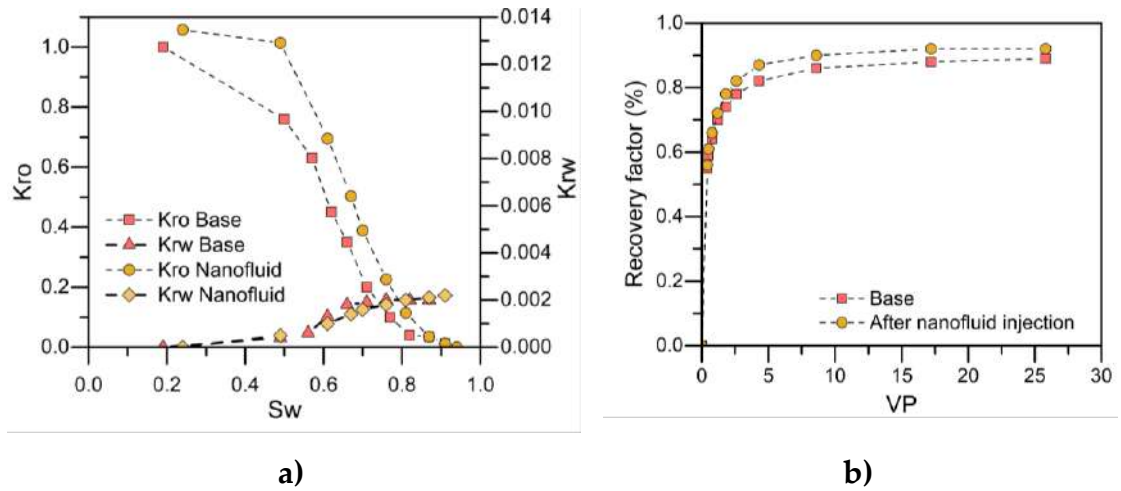 1.0
0.8
0.6
0.4
0.2
0.0
Kro
0.014
0.012
0.010
0.008
0.006
0.004
0.002
0.000
Krw
Kro Base
Krw Base
Kro Nanofluid
Krw Nanofluid
0.0 0.2 0.4 0.6 0.8 1.0
Sw
a)
1.0
0.8
0.6
0.4
0.2
0.0
Recovery factor (%)
Base
After nanofluid injection
0 5 10 15 20 25 30
VP
b)